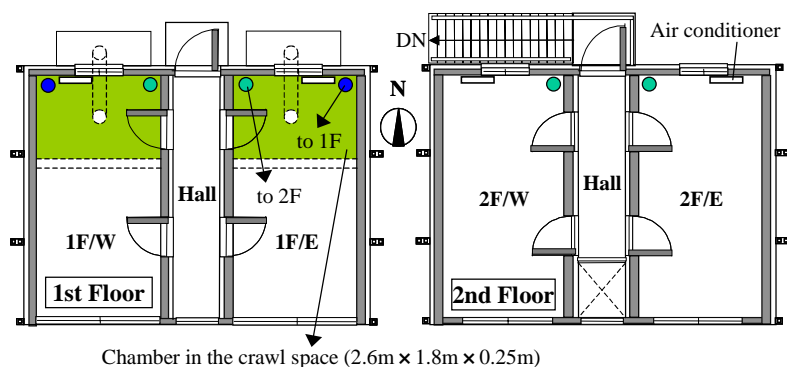 DN
Air conditioner
N
to 1F
to 2F
Hall
1F/W
1F/E
1st Floor
2F/W
Hall
2F/E
2nd Floor
Chamber in the crawl space (2.6m × 1.8m × 0.25m)